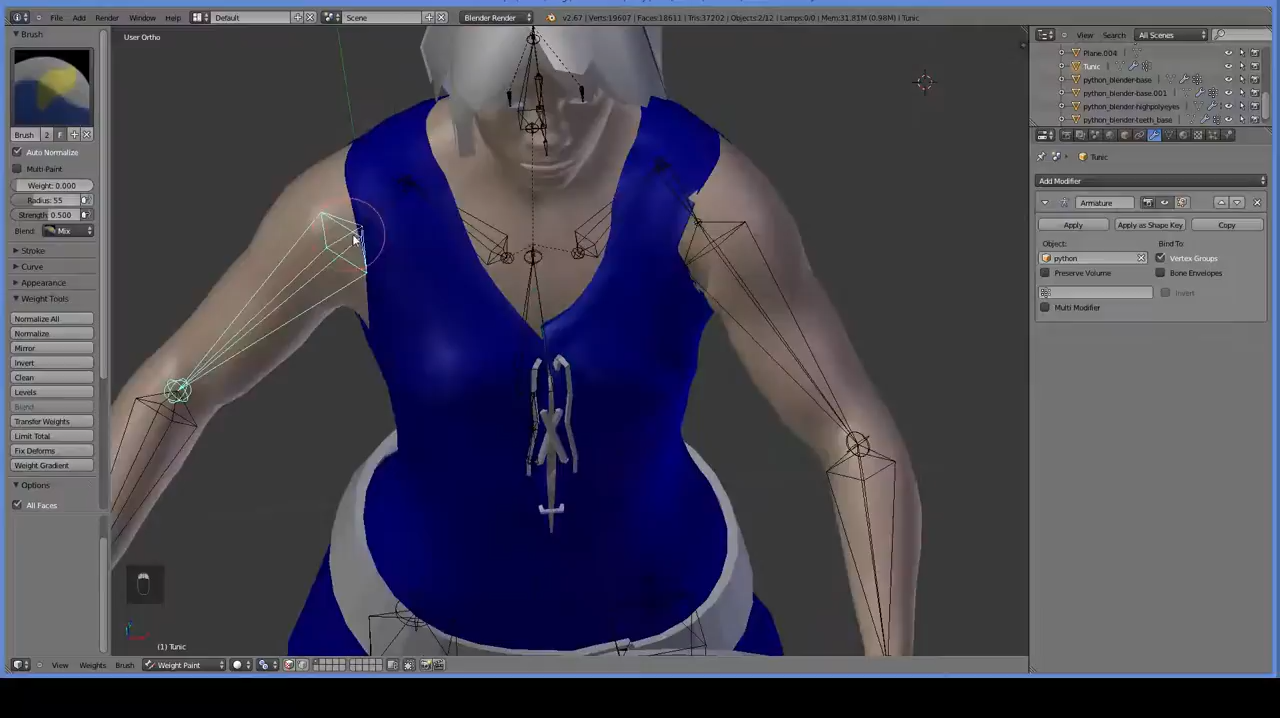 File Add Render Window Help Default Scene Blender Render v2.67 | Verts:19607 | Faces:18611 | Tris:37202 | Objects:2/12 | Lamps:0/0 | Mem:31.81M (0.98M) | Tunic
Brush
User Ortho
View Search All Scenes
Plane.004
Tunic
python_blender-base
python_blender-base.001
python_blender-highpolyeyes
python_blender-teeth_base
Brush 2 F
Auto Normalize
Multi-Paint
Weight: 0.000
Radius: 55
Strength: 0.500
Blend: Mix
Stroke
Curve
Appearance
Weight Tools
Normalize All
Normalize
Mirror
Invert
Clean
Levels
Blend
Transfer Weights
Limit Total
Fix Deforms
Weight Gradient
Options
All Faces
Tunic
Add Modifier
Armature
Apply Apply as Shape Key Copy
Object: Bind To:
python Vertex Groups
Preserve Volume Bone Envelopes
Invert
Multi Modifier
(1) Tunic
View Weights Brush Weight Paint